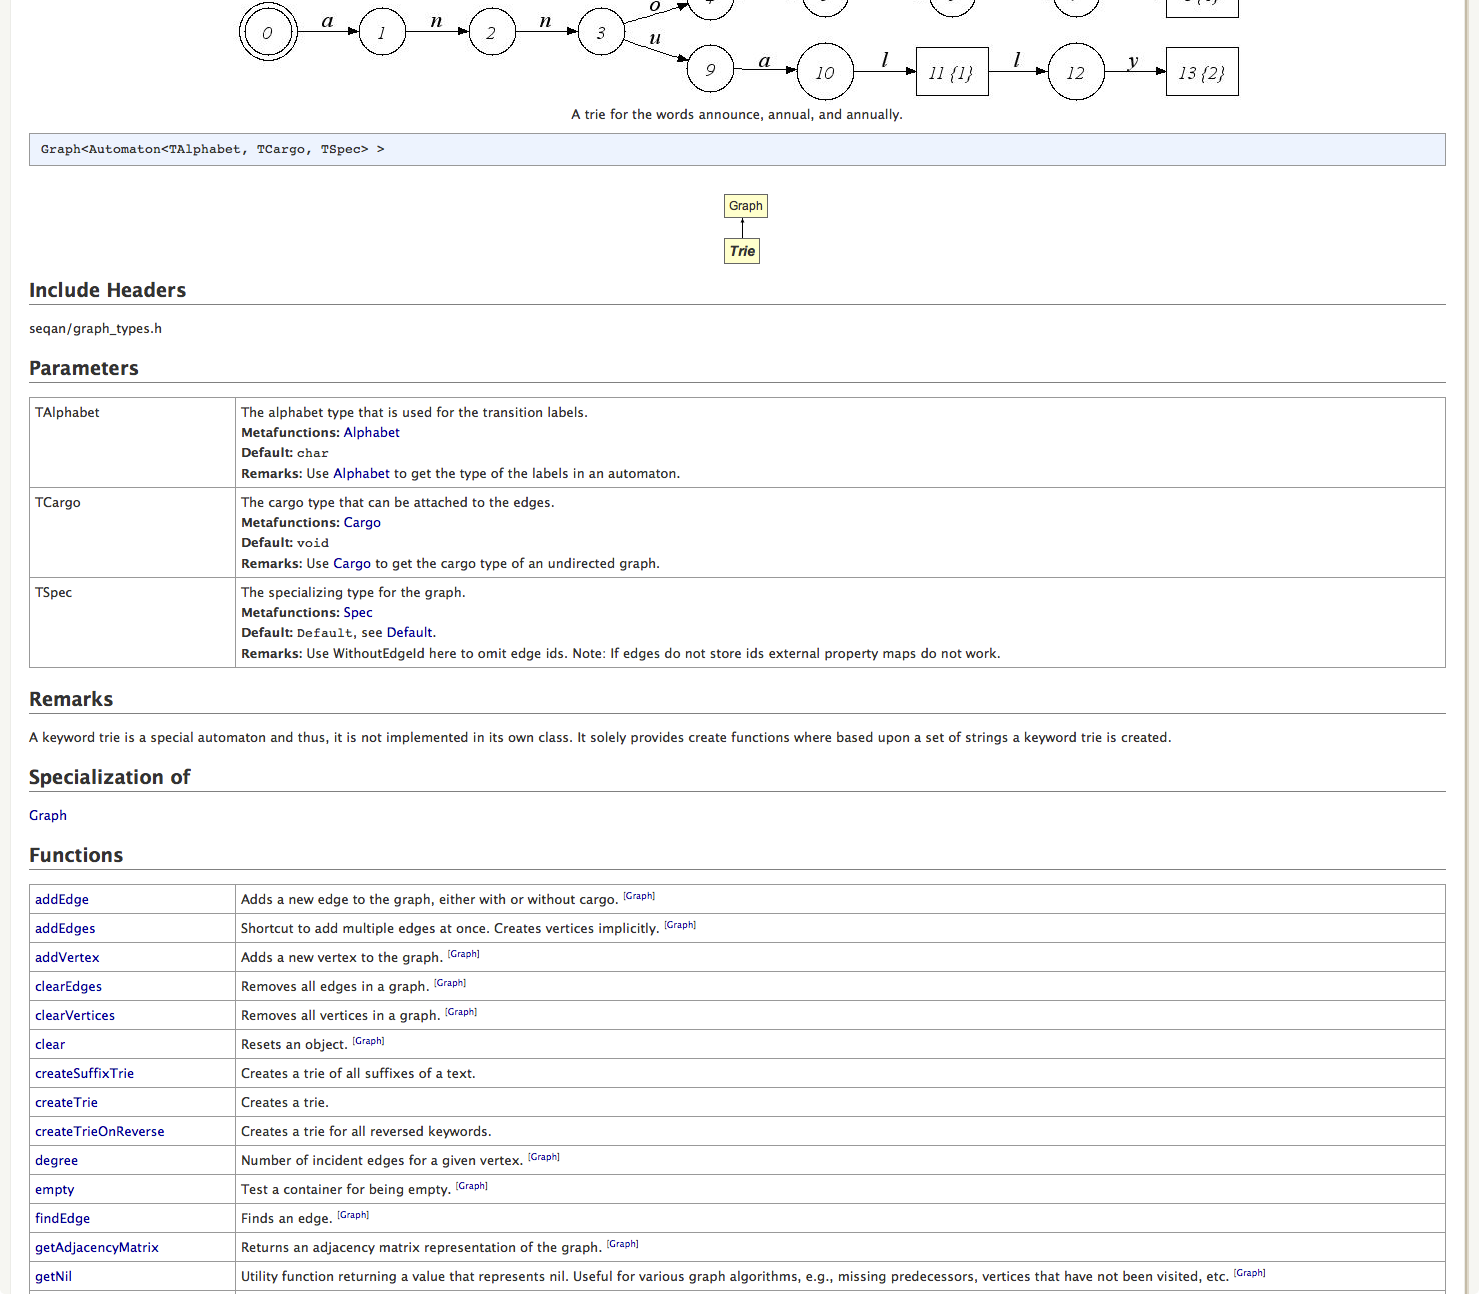 0 a 1 n 2 n 3 o
u 9 a 10 l 11 {1} l 12 y 13 {2}
A trie for the words announce, annual, and annually.
Graph<Automaton<TAlphabet, TCargo, TSpec> >
Graph
Trie
Include Headers
seqan/graph_types.h
Parameters
TAlphabet The alphabet type that is used for the transition labels.
Metafunctions: Alphabet
Default: char
Remarks: Use Alphabet to get the type of the labels in an automaton.
TCargo The cargo type that can be attached to the edges.
Metafunctions: Cargo
Default: void
Remarks: Use Cargo to get the cargo type of an undirected graph.
TSpec The specializing type for the graph.
Metafunctions: Spec
Default: Default, see Default.
Remarks: Use WithoutEdgeId here to omit edge ids. Note: If edges do not store ids external property maps do not work.
Remarks
A keyword trie is a special automaton and thus, it is not implemented in its own class. It solely provides create functions where based upon a set of strings a keyword trie is created.
Specialization of
Graph
Functions
addEdge Adds a new edge to the graph, either with or without cargo. [Graph]
addEdges Shortcut to add multiple edges at once. Creates vertices implicitly. [Graph]
addVertex Adds a new vertex to the graph. [Graph]
clearEdges Removes all edges in a graph. [Graph]
clearVertices Removes all vertices in a graph. [Graph]
clear Resets an object. [Graph]
createSuffixTrie Creates a trie of all suffixes of a text.
createTrie Creates a trie.
createTrieOnReverse Creates a trie for all reversed keywords.
degree Number of incident edges for a given vertex. [Graph]
empty Test a container for being empty. [Graph]
findEdge Finds an edge. [Graph]
getAdjacencyMatrix Returns an adjacency matrix representation of the graph. [Graph]
getNil Utility function returning a value that represents nil. Useful for various graph algorithms, e.g., missing predecessors, vertices that have not been visited, etc. [Graph]